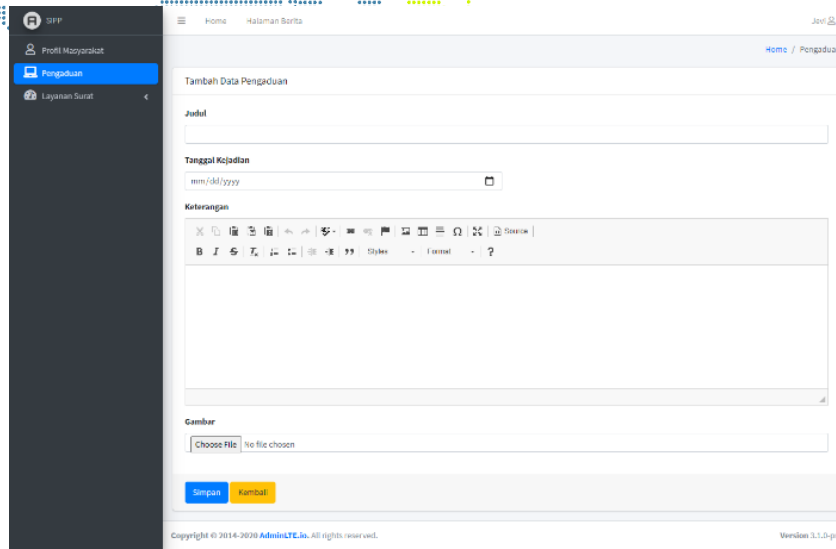 SIPP
Home Halaman Berita Jovi
Profil Masyarakat
Home / Pengadua
Pengaduan
Layanan Surat
Tambah Data Pengaduan
Judul
Tanggal Kejadian
mm/dd/yyyy
Keterangan
Source
B I S Tx Styles Format ?
Gambar
Choose File No file chosen
Simpan Kembali
Copyright © 2014-2020 AdminLTE.io. All rights reserved. Version 3.1.0-p